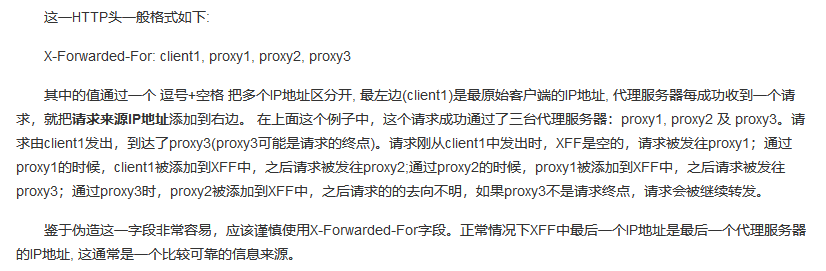 这一HTTP头一般格式如下:
X-Forwarded-For: client1, proxy1, proxy2, proxy3
其中的值通过一个 逗号+空格 把多个IP地址区分开, 最左边(client1)是最原始客户端的IP地址, 代理服务器每成功收到一个请
求，就把请求来源IP地址添加到右边。 在上面这个例子中，这个请求成功通过了三台代理服务器：proxy1, proxy2 及 proxy3。请
求由client1发出，到达了proxy3(proxy3可能是请求的终点)。请求刚从client1中发出时，XFF是空的，请求被发往proxy1；通过
proxy1的时候，client1被添加到XFF中，之后请求被发往proxy2;通过proxy2的时候，proxy1被添加到XFF中，之后请求被发往
proxy3；通过proxy3时，proxy2被添加到XFF中，之后请求的的去向不明，如果proxy3不是请求终点，请求会被继续转发。
鉴于伪造这一字段非常容易，应该谨慎使用X-Forwarded-For字段。正常情况下XFF中最后一个IP地址是最后一个代理服务器
的IP地址, 这通常是一个比较可靠的信息来源。